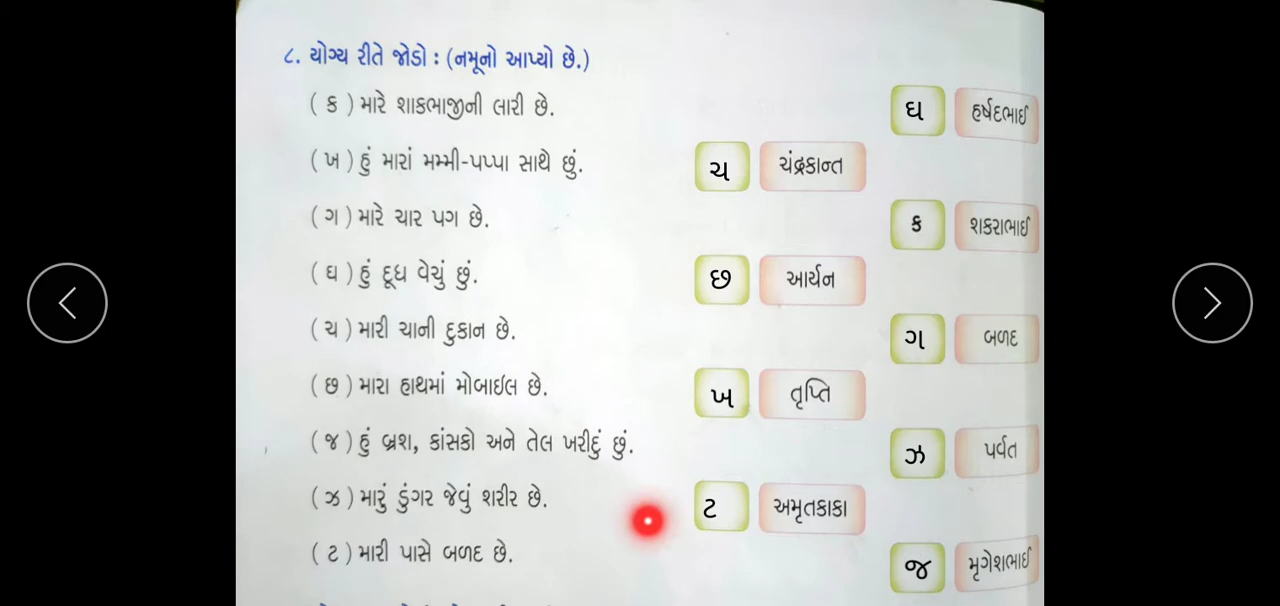 ૮. યોગ્ય રીતે જોડો : (નમૂનો આપ્યો છે.)
( ક ) મારે શાકભાજીની લારી છે.
ઘ હર્ષદભાઈ
( ખ ) હું મારાં મમ્મી-પપ્પા સાથે છું.
ચ ચંદ્રકાન્ત
( ગ ) મારે ચાર પગ છે.
ક શકરાભાઈ
( ઘ ) હું દૂધ વેચું છું.
છ આર્યન
( ચ ) મારી ચાની દુકાન છે.
ગ બળદ
( છ ) મારા હાથમાં મોબાઈલ છે.
ખ તૃપ્તિ
( જ ) હું બ્રશ, કાંસકો અને તેલ ખરીદું છું.
ઝ પર્વત
( ઝ ) મારું ડુંગર જેવું શરીર છે.
ટ અમૃતકાકા
( ટ ) મારી પાસે બળદ છે.
જ મૃગેશભાઈ